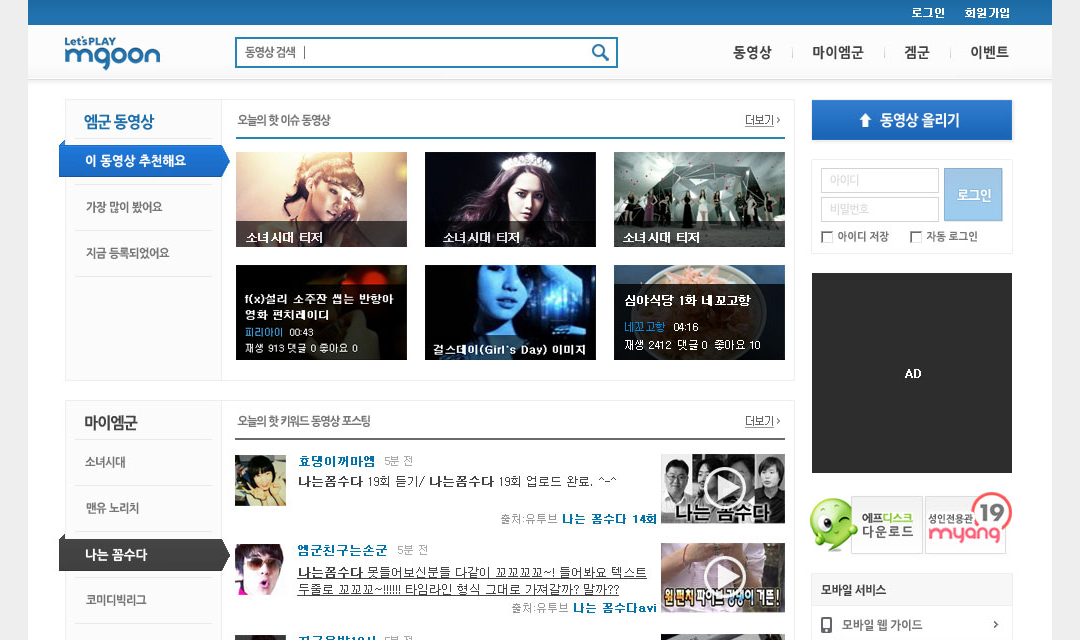 로그인 회원가입
Let'sPLAY
mgoon
동영상 검색
동영상 마이엠군 겜군 이벤트
엠군 동영상
이 동영상 추천해요
가장 많이 봤어요
지금 등록되었어요
오늘의 핫 이슈 동영상 더보기
소녀시대 티저
소녀시대 티저
소녀시대 티저
f(x)설리 소주잔 씹는 반항아
영화 펀치레이디
피리아이 00:43
재생 913 댓글 0 좋아요 0
걸스데이(Girl's Day) 이미지
심야식당 1화 네꼬고항
네꼬고항 04:16
재생 2412 댓글 0 좋아요 10
동영상 올리기
아이디
비밀번호
로그인
아이디 저장 자동 로그인
AD
마이엠군
소녀시대
맨유 노리치
나는 꼼수다
코미디빅리그
오늘의 핫 키워드 동영상 포스팅 더보기
효댕이꺼마엠 5분 전
나는꼼수다 19회 듣기/ 나는꼼수다 19회 업로드 완료. ^-^
출처:유투브 나는 꼼수다 14회
나는 꼼수다
엠군친구는손군 5분 전
나는꼼수다 못들어보신분들 다같이 꼬꼬꼬꼬~! 들어봐요 텍스트
두줄로 꼬꼬꼬~!!!!!! 타임라인 형식 그대로 가져갈까? 말까??
출처:유투브 나는 꼼수다avi
5분 전
에프디스크
다운로드
성인전용관 19
myang
모바일 서비스
모바일 웹 가이드